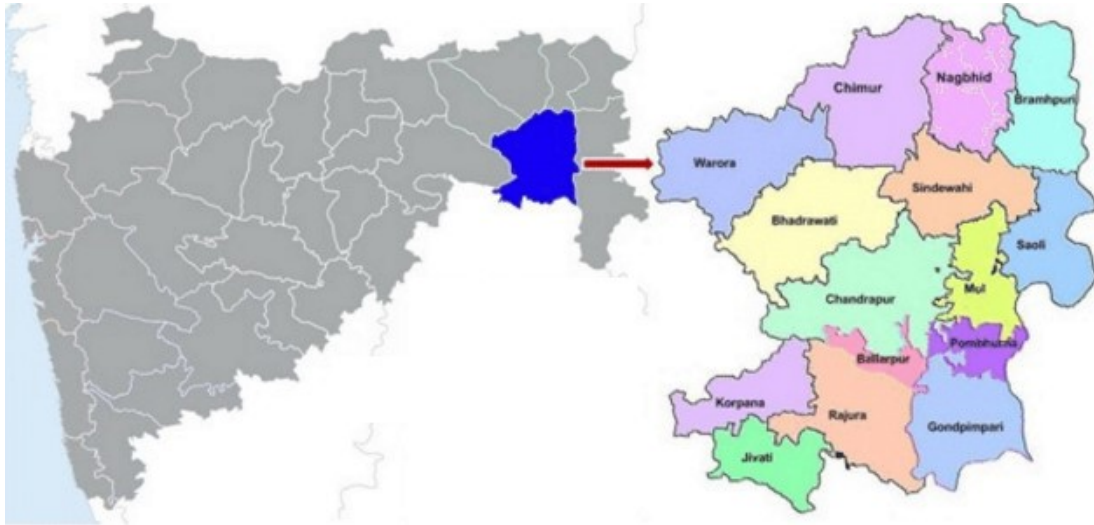 Chimur
Nagbhid
Bramhpuri
Warora
Sindewahi
Bhadrawati
Saoli
Mul
Chandrapur
Pombhurna
Ballarpur
Korpana
Rajura
Gondpimpari
Jivati